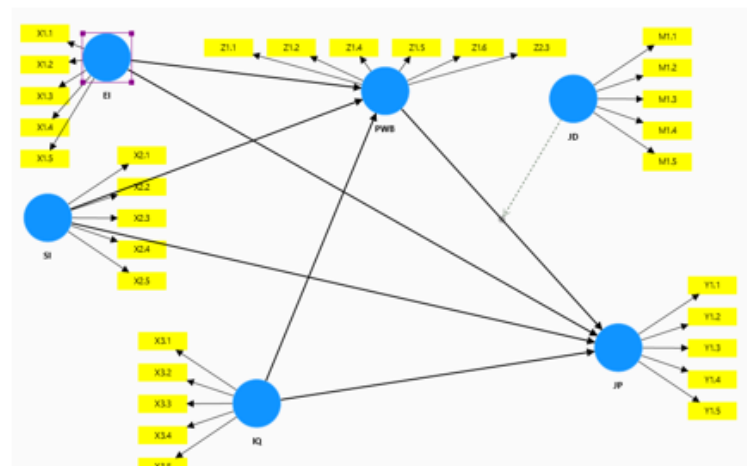 X1.1
X1.2
X1.3
X1.4
X1.5
EI
Z1.1
Z1.2
Z1.4
Z1.5
Z1.6
Z2.3
PWB
M1.1
M1.2
M1.3
M1.4
M1.5
JD
X2.1
X2.2
X2.3
X2.4
X2.5
SI
X3.1
X3.2
X3.3
X3.4
IQ
Y1.1
Y1.2
Y1.3
Y1.4
Y1.5
JP